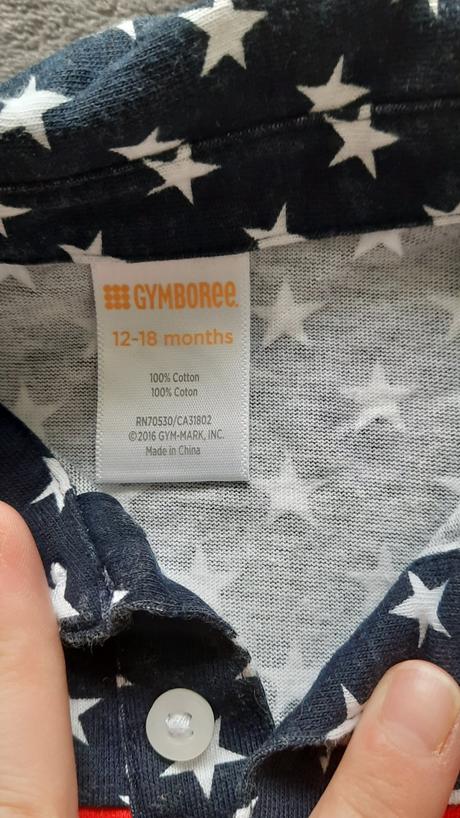 GYMBOREE
12-18 months
100% Cotton
100% Coton
RN70530/CA31802
©2016 GYM-MARK, INC.
Made in China